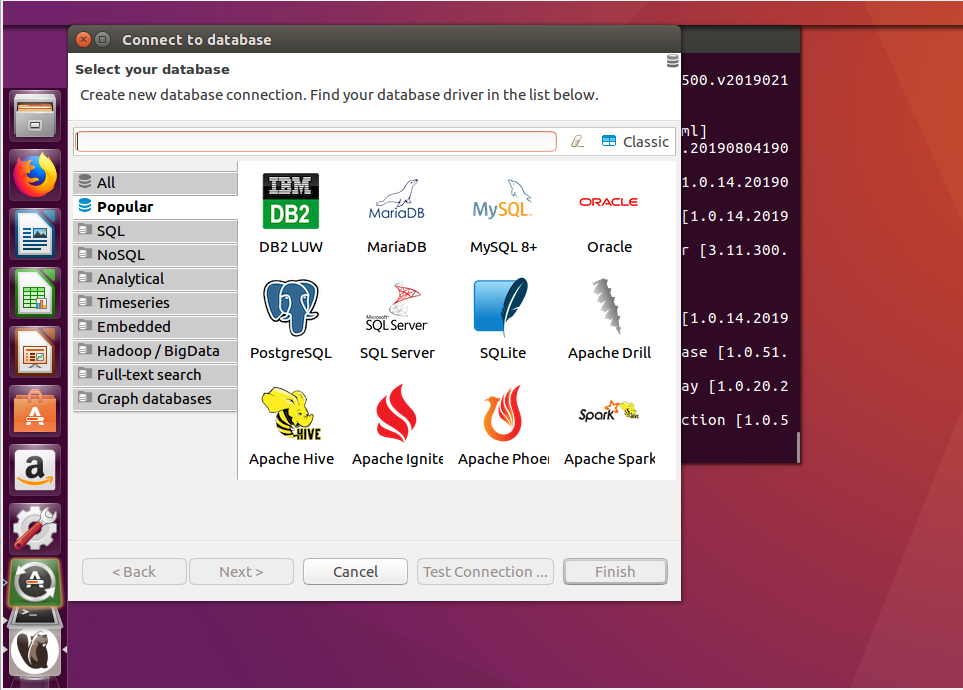 Connect to database
Select your database
Create new database connection. Find your database driver in the list below.
Classic
All
Popular
SQL
NoSQL
Analytical
Timeseries
Embedded
Hadoop / BigData
Full-text search
Graph databases
IBM
DB2
MariaDB
MySQL
ORACLE
DB2 LUW
MariaDB
MySQL 8+
Oracle
Microsoft
SQL Server
PostgreSQL
SQL Server
SQLite
Apache Drill
HIVE
Spark
Apache Hive
Apache Ignite
Apache Phoe
Apache Spark
< Back
Next >
Cancel
Test Connection ...
Finish
500.v2019021
ml]
.20190804190
1.0.14.20190
[1.0.14.2019
r [3.11.300.
[1.0.14.2019
ase [1.0.51.
ay [1.0.20.2
ction [1.0.5